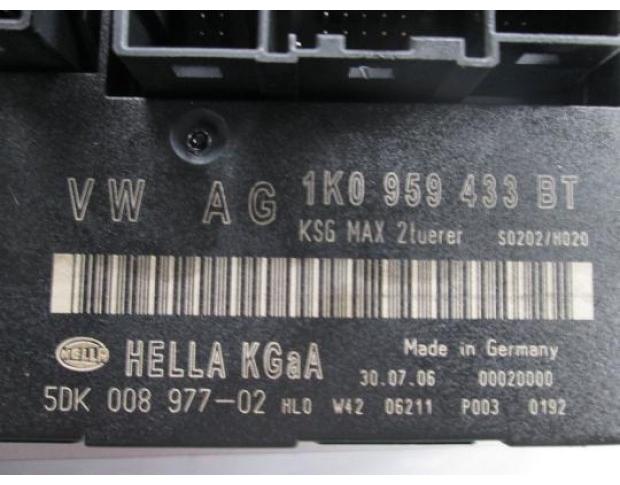 VW AG 1K0 959 433 BT
KSG MAX 2tuerer S0202/H020
HELLA HELLA KGaA Made in Germany
30.07.06 00020000
5DK 008 977-02 HL0 W42 06211 P003 0192